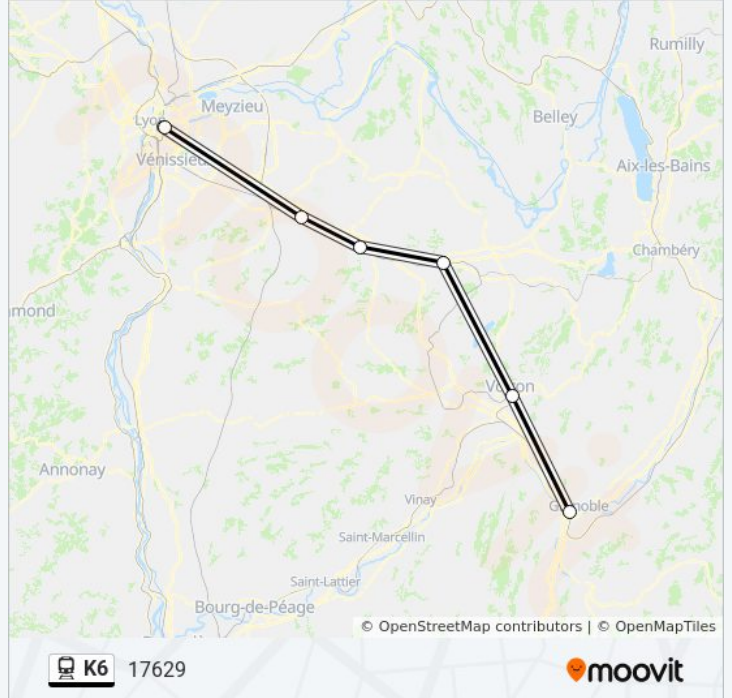 Rumilly
Meyzieu
Lyon
Belley
Vénissieux
Aix-les-Bains
Chambéry
mond
Voiron
Annonay
Vinay
Grenoble
Saint-Marcellin
Saint-Lattier
Bourg-de-Péage
© OpenStreetMap contributors | © OpenMapTiles
K6 17629
moovit